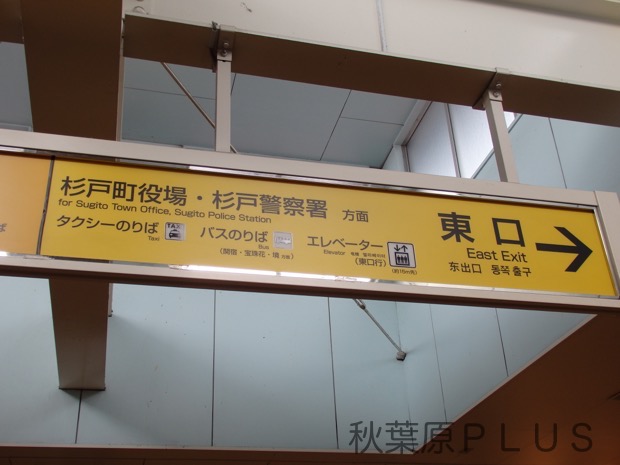 杉戸町役場・杉戸警察署 方面
for Sugito Town Office, Sugito Police Station
タクシーのりば
Taxi
TAXI
バスのりば
Bus
エレベーター
Elevator
(東口行)
東口
East Exit
东出口 동쪽 출구
ば
秋葉原PLUS